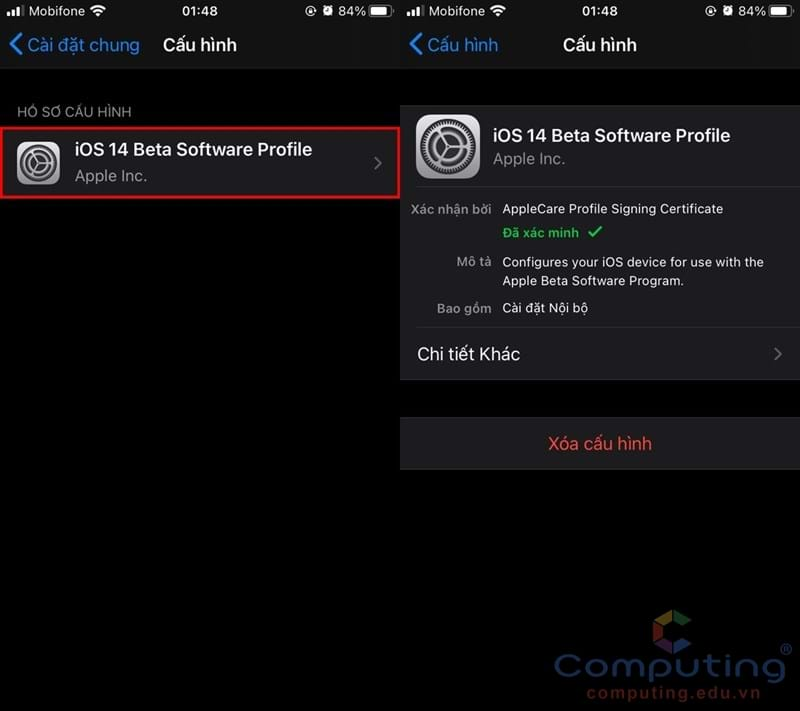 Mobifone 01:48 84%
Cài đặt chung Cấu hình
HỒ SƠ CẤU HÌNH
iOS 14 Beta Software Profile
Apple Inc.
Mobifone 01:48 84%
Cấu hình Cấu hình
iOS 14 Beta Software Profile
Apple Inc.
Xác nhận bởi AppleCare Profile Signing Certificate
Đã xác minh
Mô tả Configures your iOS device for use with the
Apple Beta Software Program.
Bao gồm Cài đặt Nội bộ
Chi tiết Khác
Xóa cấu hình
Computing®
computing.edu.vn